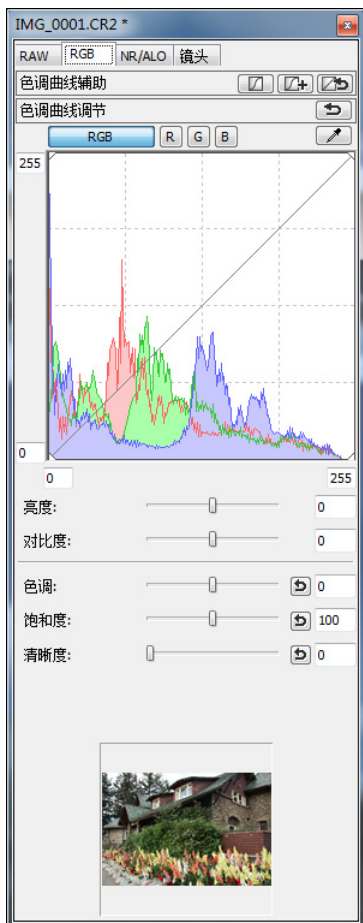 IMG_0001.CR2 *
RAW RGB NR/ALO 镜头
色调曲线辅助
色调曲线调节
RGB R G B
255
0
0 255
亮度: 0
对比度: 0
色调: 0
饱和度: 100
清晰度: 0